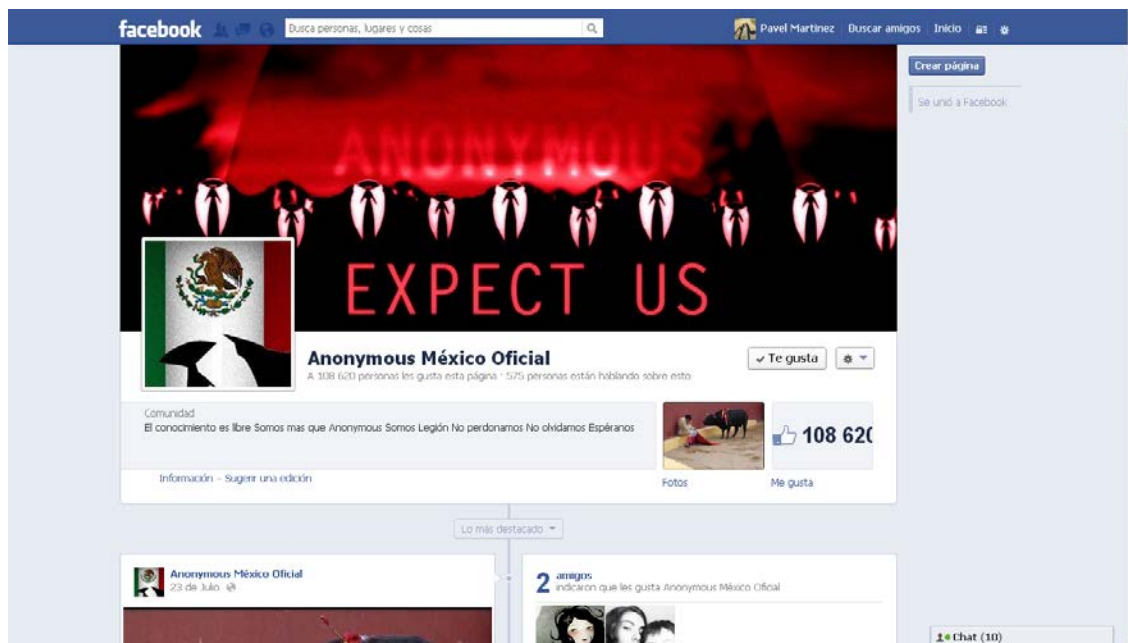 facebook
Busca personas, lugares y cosas
Pavel Martinez
Buscar amigos
Inicio
Crear página
Se unió a Facebook
ANONYMOUS
EXPECT US
Anonymous México Oficial
A 108 620 personas les gusta esta página · 575 personas están hablando sobre esto
Te gusta
Comunidad
El conocimiento es libre Somos mas que Anonymous Somos Legión No perdonamos No olvidamos Espéranos
108 620
Información - Sugerir una edición
Fotos
Me gusta
Lo más destacado
Anonymous México Oficial
23 de Julio
2 amigos
indicaron que les gusta Anonymous México Oficial
Chat (10)